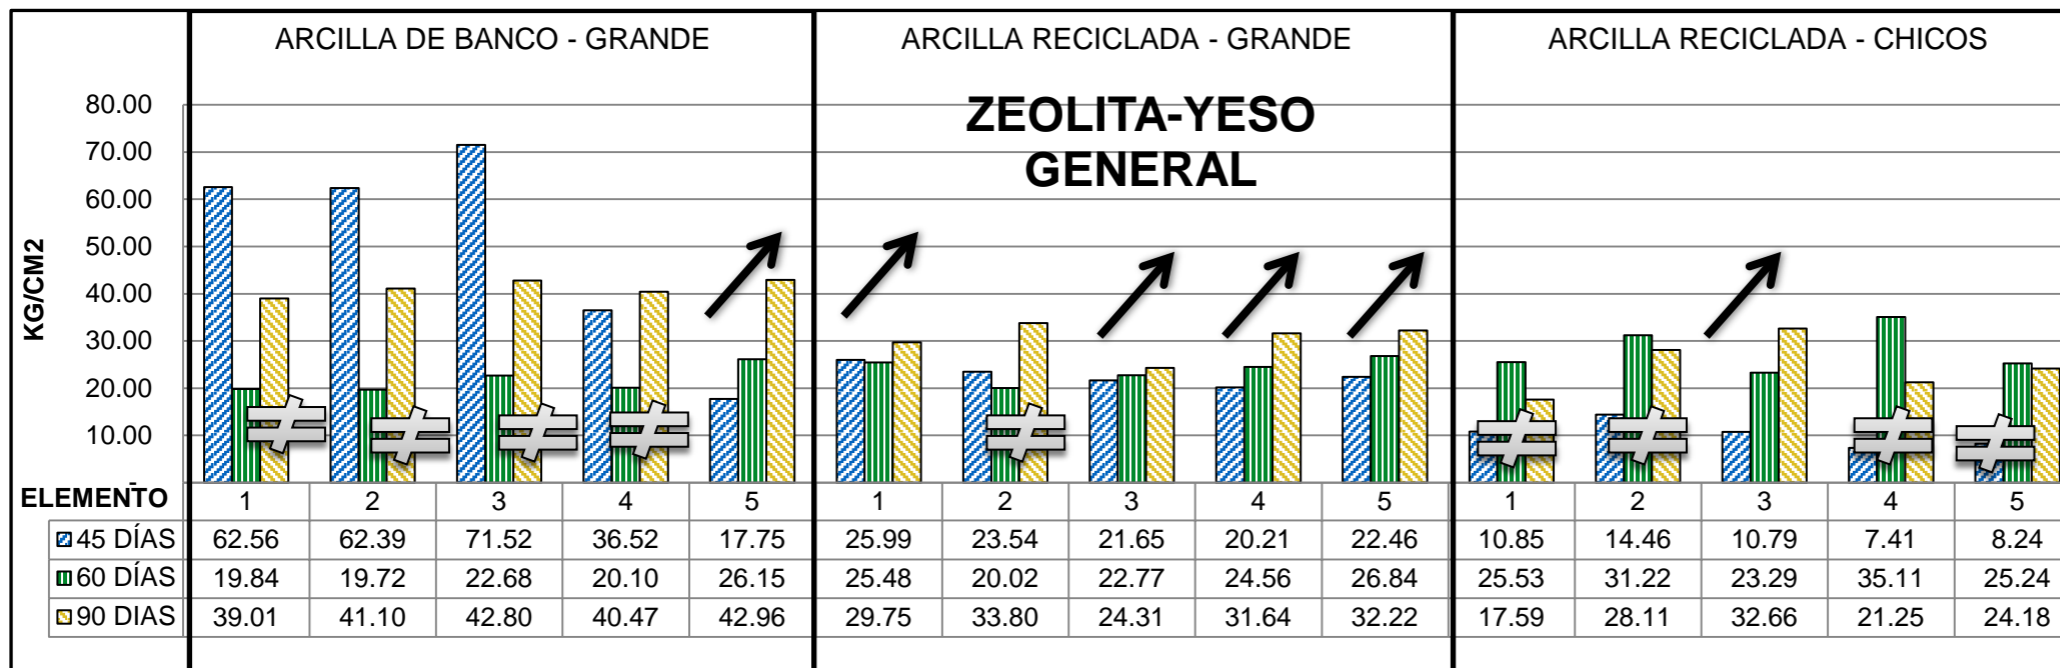 ARCILLA DE BANCO - GRANDE ARCILLA RECICLADA - GRANDE ARCILLA RECICLADA - CHICOS
ZEOLITA-YESO
GENERAL
KG/CM2
80.00
70.00
60.00
50.00
40.00
30.00
20.00
10.00
-
ELEMENTO 1 2 3 4 5 1 2 3 4 5 1 2 3 4 5
45 DÍAS 62.56 62.39 71.52 36.52 17.75 25.99 23.54 21.65 20.21 22.46 10.85 14.46 10.79 7.41 8.24
60 DÍAS 19.84 19.72 22.68 20.10 26.15 25.48 20.02 22.77 24.56 26.84 25.53 31.22 23.29 35.11 25.24
90 DIAS 39.01 41.10 42.80 40.47 42.96 29.75 33.80 24.31 31.64 32.22 17.59 28.11 32.66 21.25 24.18